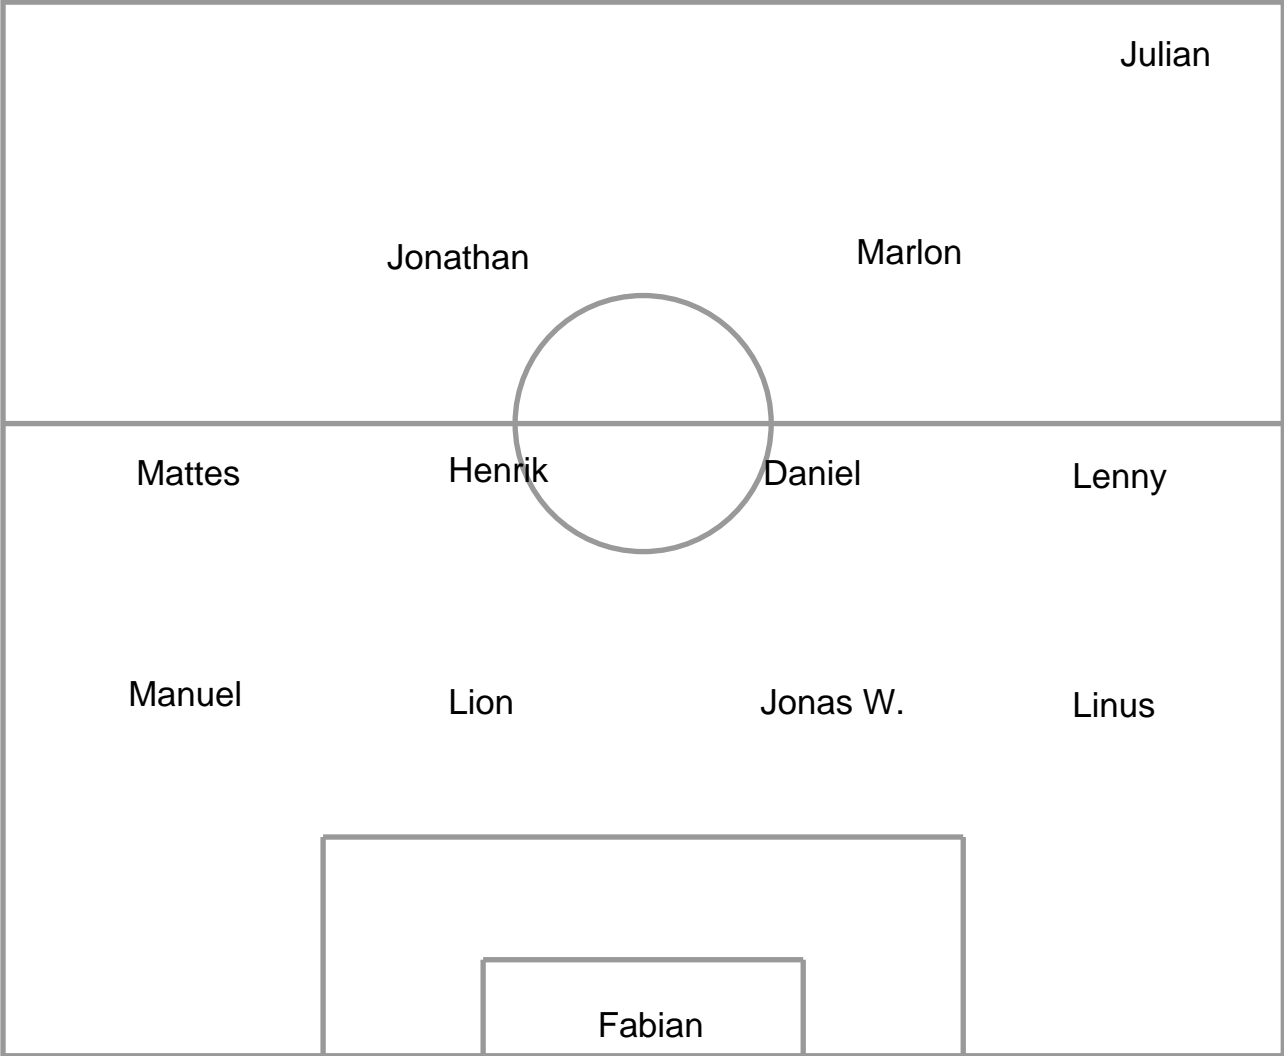 Julian
Jonathan Marlon
Mattes Henrik Daniel Lenny
Manuel Lion Jonas W. Linus
Fabian